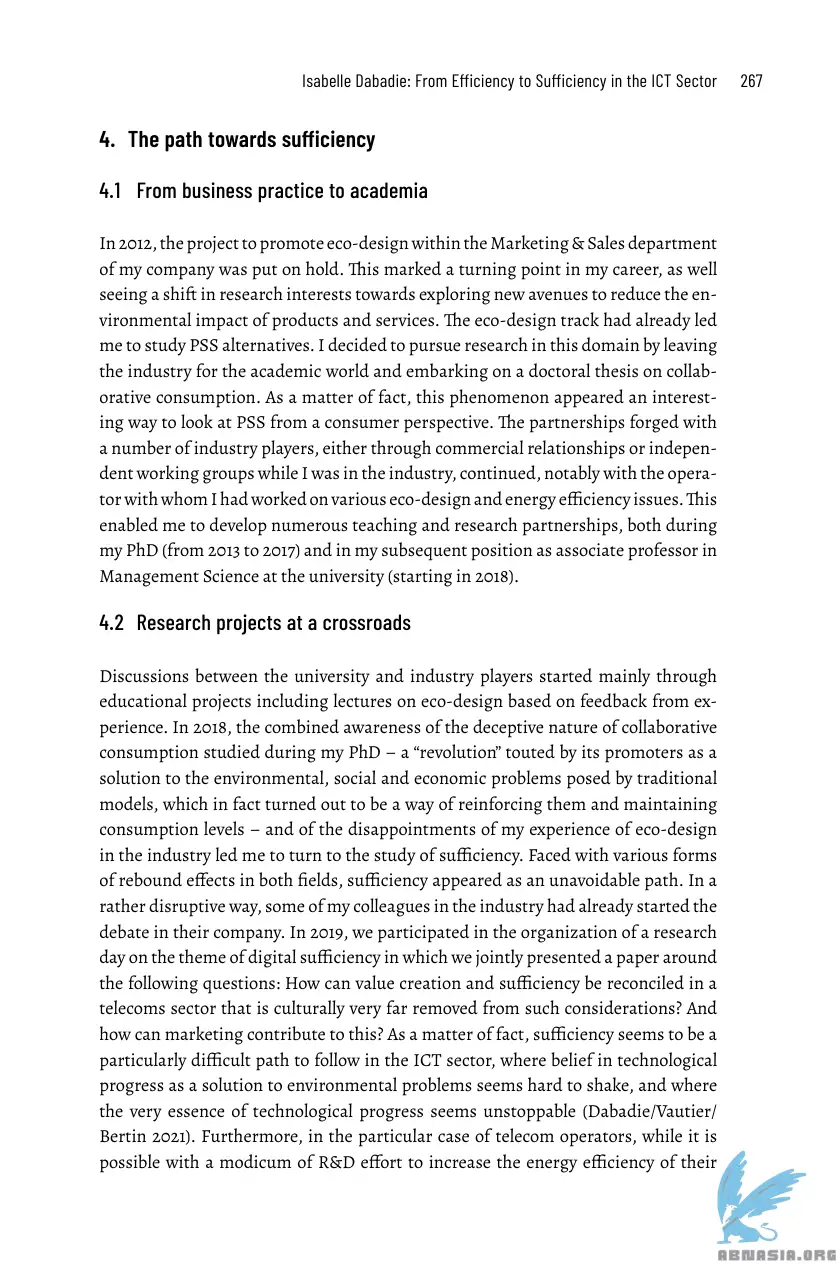 Isabelle Dabadie: From Efficiency to Sufficiency in the ICT Sector 267
4. The path towards sufficiency
4.1 From business practice to academia
In 2012, the project to promote eco-design within the Marketing & Sales department
of my company was put on hold. This marked a turning point in my career, as well
seeing a shift in research interests towards exploring new avenues to reduce the en-
vironmental impact of products and services. The eco-design track had already led
me to study PSS alternatives. I decided to pursue research in this domain by leaving
the industry for the academic world and embarking on a doctoral thesis on collab-
orative consumption. As a matter of fact, this phenomenon appeared an interest-
ing way to look at PSS from a consumer perspective. The partnerships forged with
a number of industry players, either through commercial relationships or indepen-
dent working groups while I was in the industry, continued, notably with the opera-
tor with whom I had worked on various eco-design and energy efficiency issues. This
enabled me to develop numerous teaching and research partnerships, both during
my PhD (from 2013 to 2017) and in my subsequent position as associate professor in
Management Science at the university (starting in 2018).
4.2 Research projects at a crossroads
Discussions between the university and industry players started mainly through
educational projects including lectures on eco-design based on feedback from ex-
perience. In 2018, the combined awareness of the deceptive nature of collaborative
consumption studied during my PhD – a “revolution” touted by its promoters as a
solution to the environmental, social and economic problems posed by traditional
models, which in fact turned out to be a way of reinforcing them and maintaining
consumption levels – and of the disappointments of my experience of eco-design
in the industry led me to turn to the study of sufficiency. Faced with various forms
of rebound effects in both fields, sufficiency appeared as an unavoidable path. In a
rather disruptive way, some of my colleagues in the industry had already started the
debate in their company. In 2019, we participated in the organization of a research
day on the theme of digital sufficiency in which we jointly presented a paper around
the following questions: How can value creation and sufficiency be reconciled in a
telecoms sector that is culturally very far removed from such considerations? And
how can marketing contribute to this? As a matter of fact, sufficiency seems to be a
particularly difficult path to follow in the ICT sector, where belief in technological
progress as a solution to environmental problems seems hard to shake, and where
the very essence of technological progress seems unstoppable (Dabadie/Vautier/
Bertin 2021). Furthermore, in the particular case of telecom operators, while it is
possible with a modicum of R&D effort to increase the energy efficiency of their
ABNASIA.ORG